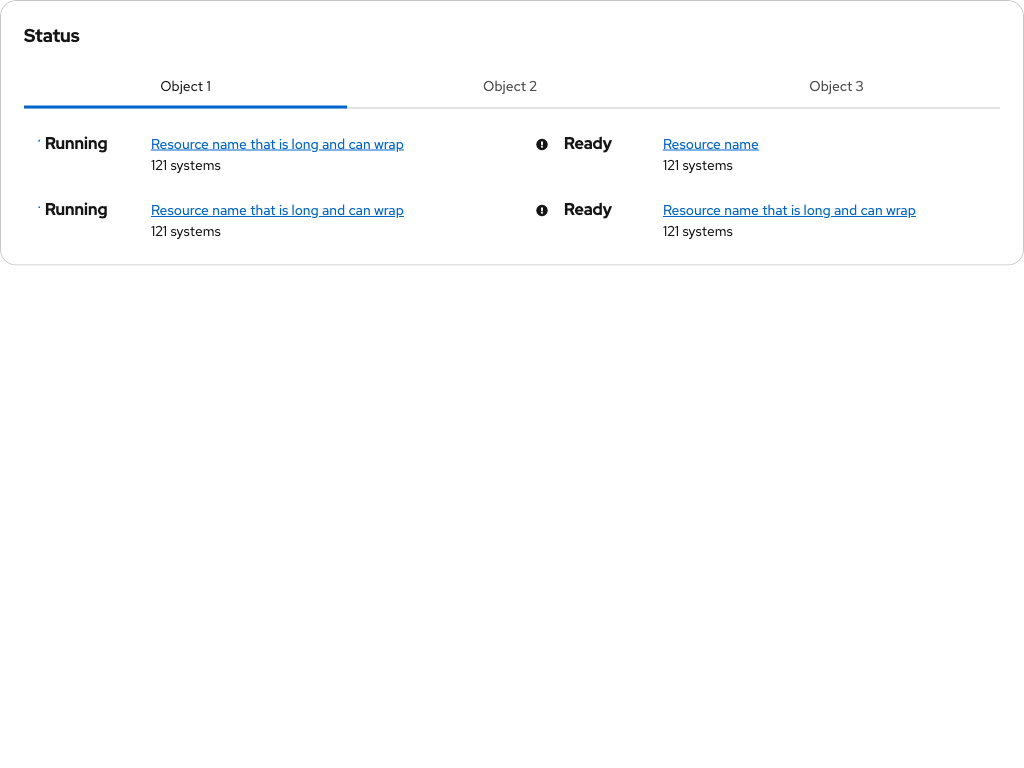 Status
Object 1
Object 2
Object 3
Running
Resource name that is long and can wrap
121 systems
Ready
Resource name
121 systems
Running
Resource name that is long and can wrap
121 systems
Ready
Resource name that is long and can wrap
121 systems